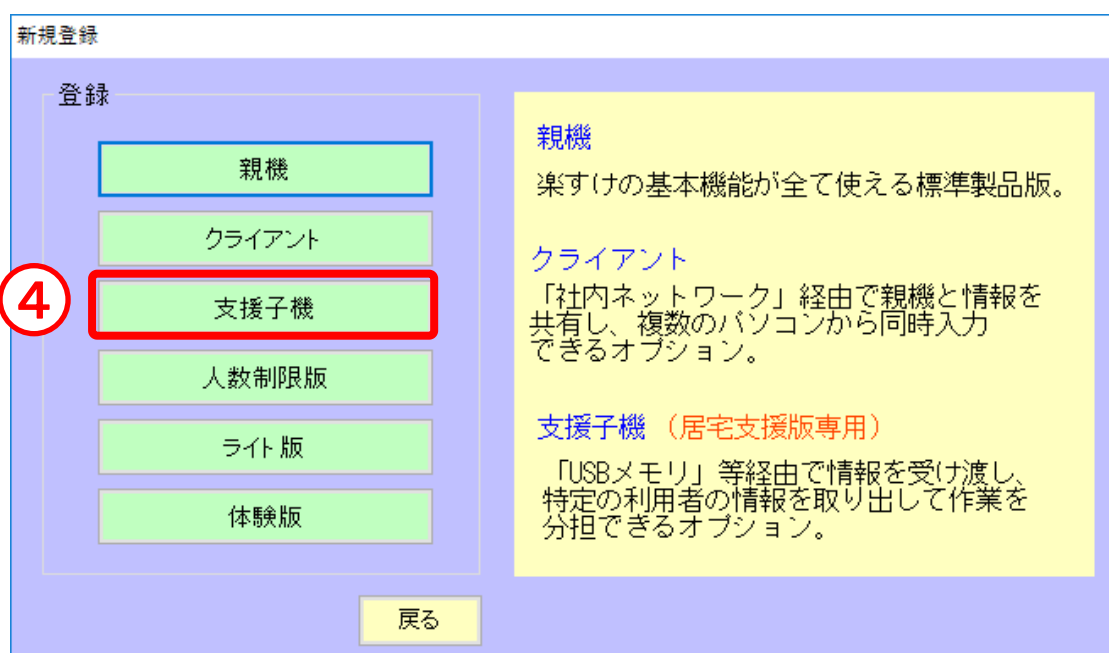 新規登録
登録
親機
クライアント
④
支援子機
人数制限版
ライト版
体験版
戻る
親機
楽すけの基本機能が全て使える標準製品版。
クライアント
「社内ネットワーク」経由で親機と情報を
共有し、複数のパソコンから同時入力
できるオプション。
支援子機（居宅支援版専用）
「USBメモリ」等経由で情報を受け渡し、
特定の利用者の情報を取り出して作業を
分担できるオプション。